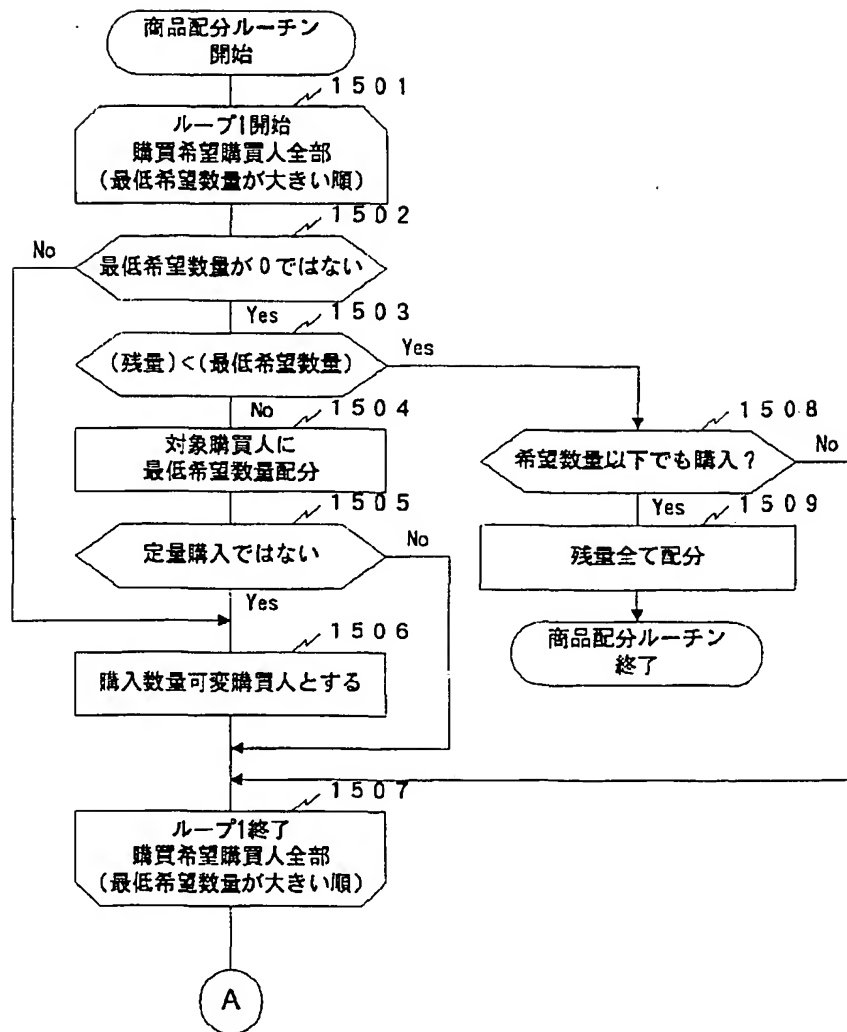 商品配分ルーチン
開始
1501
ループ1開始
購買希望購買人全部
(最低希望数量が大きい順)
1502
No
最低希望数量が0ではない
Yes
1503
(残量)<(最低希望数量)
Yes
No
1504
対象購買人に
最低希望数量配分
1505
定量購入ではない
No
Yes
1506
購入数量可変購買人とする
1507
ループ1終了
購買希望購買人全部
(最低希望数量が大きい順)
A
1508
希望数量以下でも購入?
No
Yes
1509
残量全て配分
商品配分ルーチン
終了